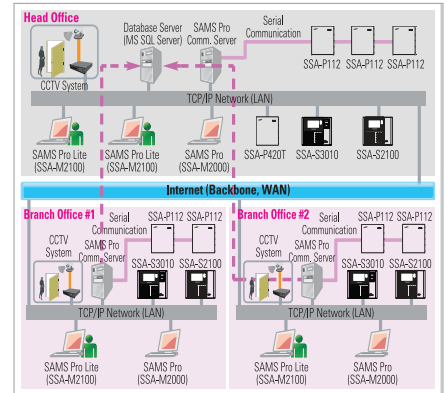 Head Office
Database Server
(MS SQL Server)
SAMS Pro
Comm. Server
Serial
Communication
SSA-P112 SSA-P112 SSA-P112
CCTV System
TCP/IP Network (LAN)
SAMS Pro Lite
(SSA-M2100)
SAMS Pro Lite
(SSA-M2100)
SAMS Pro
(SSA-M2000)
SSA-P420T
SSA-S3010
SSA-S2100
Internet (Backbone, WAN)
Branch Office #1
Serial
Communication
SSA-P112 SSA-P112
CCTV
System
SAMS Pro
Comm. Server
SSA-S3010 SSA-S2100
TCP/IP Network (LAN)
SAMS Pro Lite
(SSA-M2100)
SAMS Pro
(SSA-M2000)
Branch Office #2
Serial
Communication
SSA-P112 SSA-P112
CCTV
System
SAMS Pro
Comm. Server
SSA-S3010 SSA-S2100
TCP/IP Network (LAN)
SAMS Pro Lite
(SSA-M2100)
SAMS Pro
(SSA-M2000)